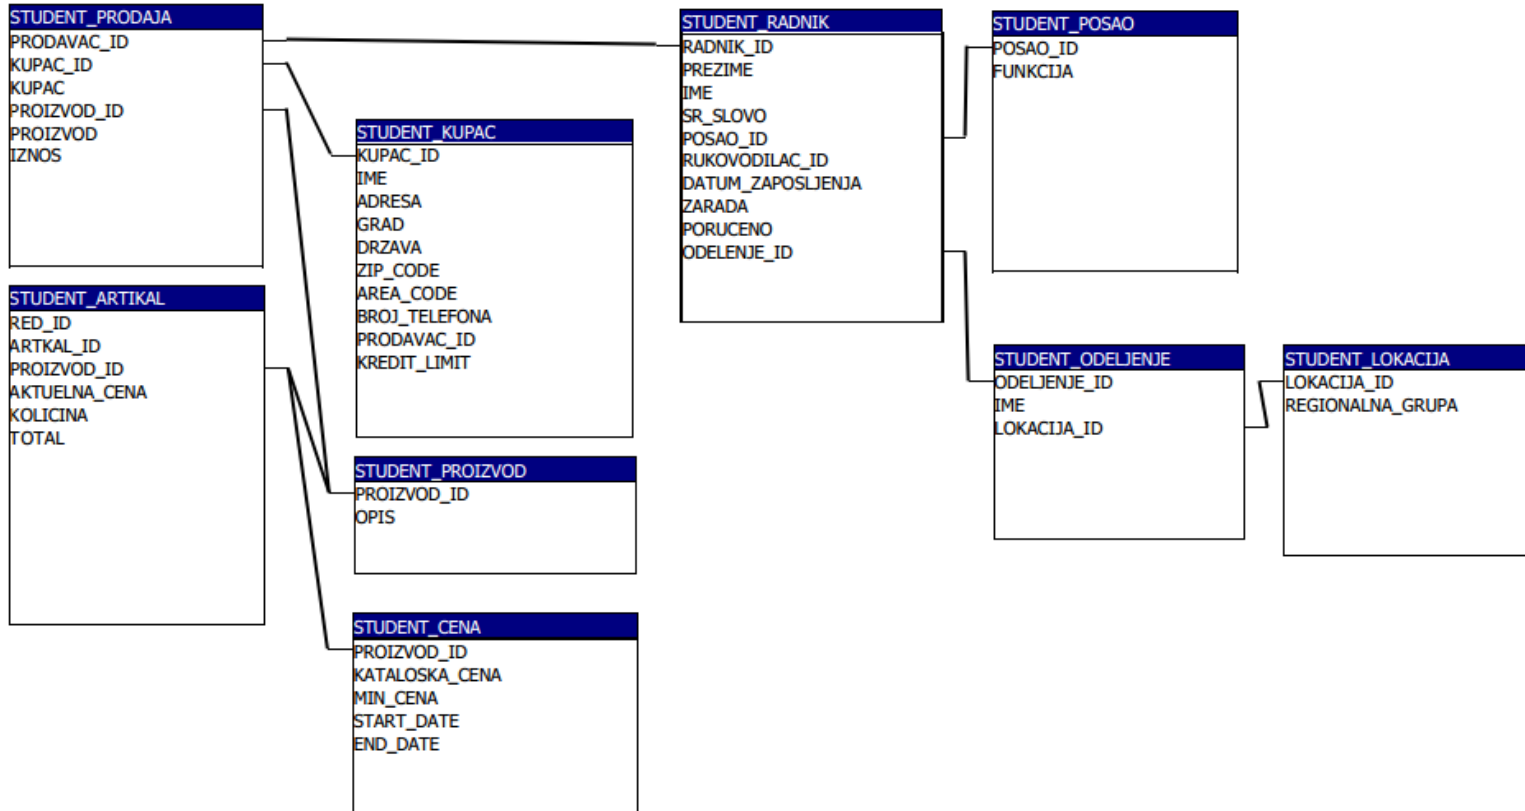 STUDENT_PRODAJA
PRODAVAC_ID
KUPAC_ID
KUPAC
PROIZVOD_ID
PROIZVOD
IZNOS
STUDENT_ARTIKAL
RED_ID
ARTKAL_ID
PROIZVOD_ID
AKTUELNA_CENA
KOLICINA
TOTAL
STUDENT_KUPAC
KUPAC_ID
IME
ADRESA
GRAD
DRZAVA
ZIP_CODE
AREA_CODE
BROJ_TELEFONA
PRODAVAC_ID
KREDIT_LIMIT
STUDENT_PROIZVOD
PROIZVOD_ID
OPIS
STUDENT_CENA
PROIZVOD_ID
KATALOSKA_CENA
MIN_CENA
START_DATE
END_DATE
STUDENT_RADNIK
RADNIK_ID
PREZIME
IME
SR_SLOVO
POSAO_ID
RUKOVODILAC_ID
DATUM_ZAPOSLJENJA
ZARADA
PORUCENO
ODELENJE_ID
STUDENT_POSAO
POSAO_ID
FUNKCIJA
STUDENT_ODELJENJE
ODELJENJE_ID
IME
LOKACIJA_ID
STUDENT_LOKACIJA
LOKACIJA_ID
REGIONALNA_GRUPA